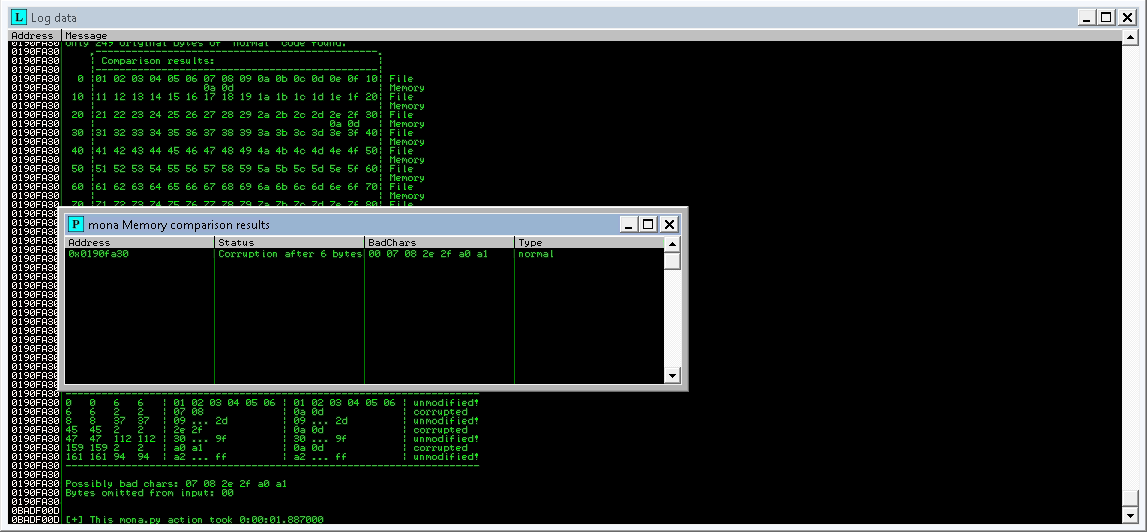 L Log data
Address Message
0190FA30 Only 249 original bytes of 'normal' code found.
0190FA30
0190FA30 | Comparison results: |
0190FA30
0190FA30 0 |01 02 03 04 05 06 07 08 09 0a 0b 0c 0d 0e 0f 10| File
0190FA30 0a 0d Memory
0190FA30 10 |11 12 13 14 15 16 17 18 19 1a 1b 1c 1d 1e 1f 20| File
0190FA30 Memory
0190FA30 20 |21 22 23 24 25 26 27 28 29 2a 2b 2c 2d 2e 2f 30| File
0190FA30 0a 0d Memory
0190FA30 30 |31 32 33 34 35 36 37 38 39 3a 3b 3c 3d 3e 3f 40| File
0190FA30 Memory
0190FA30 40 |41 42 43 44 45 46 47 48 49 4a 4b 4c 4d 4e 4f 50| File
0190FA30 Memory
0190FA30 50 |51 52 53 54 55 56 57 58 59 5a 5b 5c 5d 5e 5f 60| File
0190FA30 Memory
0190FA30 60 |61 62 63 64 65 66 67 68 69 6a 6b 6c 6d 6e 6f 70| File
0190FA30 Memory
0190FA30 70 |71 72 73 74 75 76 77 78 79 7a 7b 7c 7d 7e 7f 80| File
P mona Memory comparison results
Address Status BadChars Type
0x0190fa30 Corruption after 6 bytes 00 07 08 2e 2f a0 a1 normal
0190FA30
0190FA30 0 0 6 6 | 01 02 03 04 05 06 | 01 02 03 04 05 06 | unmodified!
0190FA30 6 6 2 2 | 07 08 | 0a 0d | corrupted
0190FA30 8 8 37 37 | 09 ... 2d | 09 ... 2d | unmodified!
0190FA30 45 45 2 2 | 2e 2f | 0a 0d | corrupted
0190FA30 47 47 112 112 | 30 ... 9f | 30 ... 9f | unmodified!
0190FA30 159 159 2 2 | a0 a1 | 0a 0d | corrupted
0190FA30 161 161 94 94 | a2 ... ff | a2 ... ff | unmodified!
0190FA30
0190FA30
0190FA30 Possibly bad chars: 07 08 2e 2f a0 a1
0190FA30 Bytes omitted from input: 00
0190FA30
0BADF00D
0BADF00D [+] This mona.py action took 0:00:01.887000